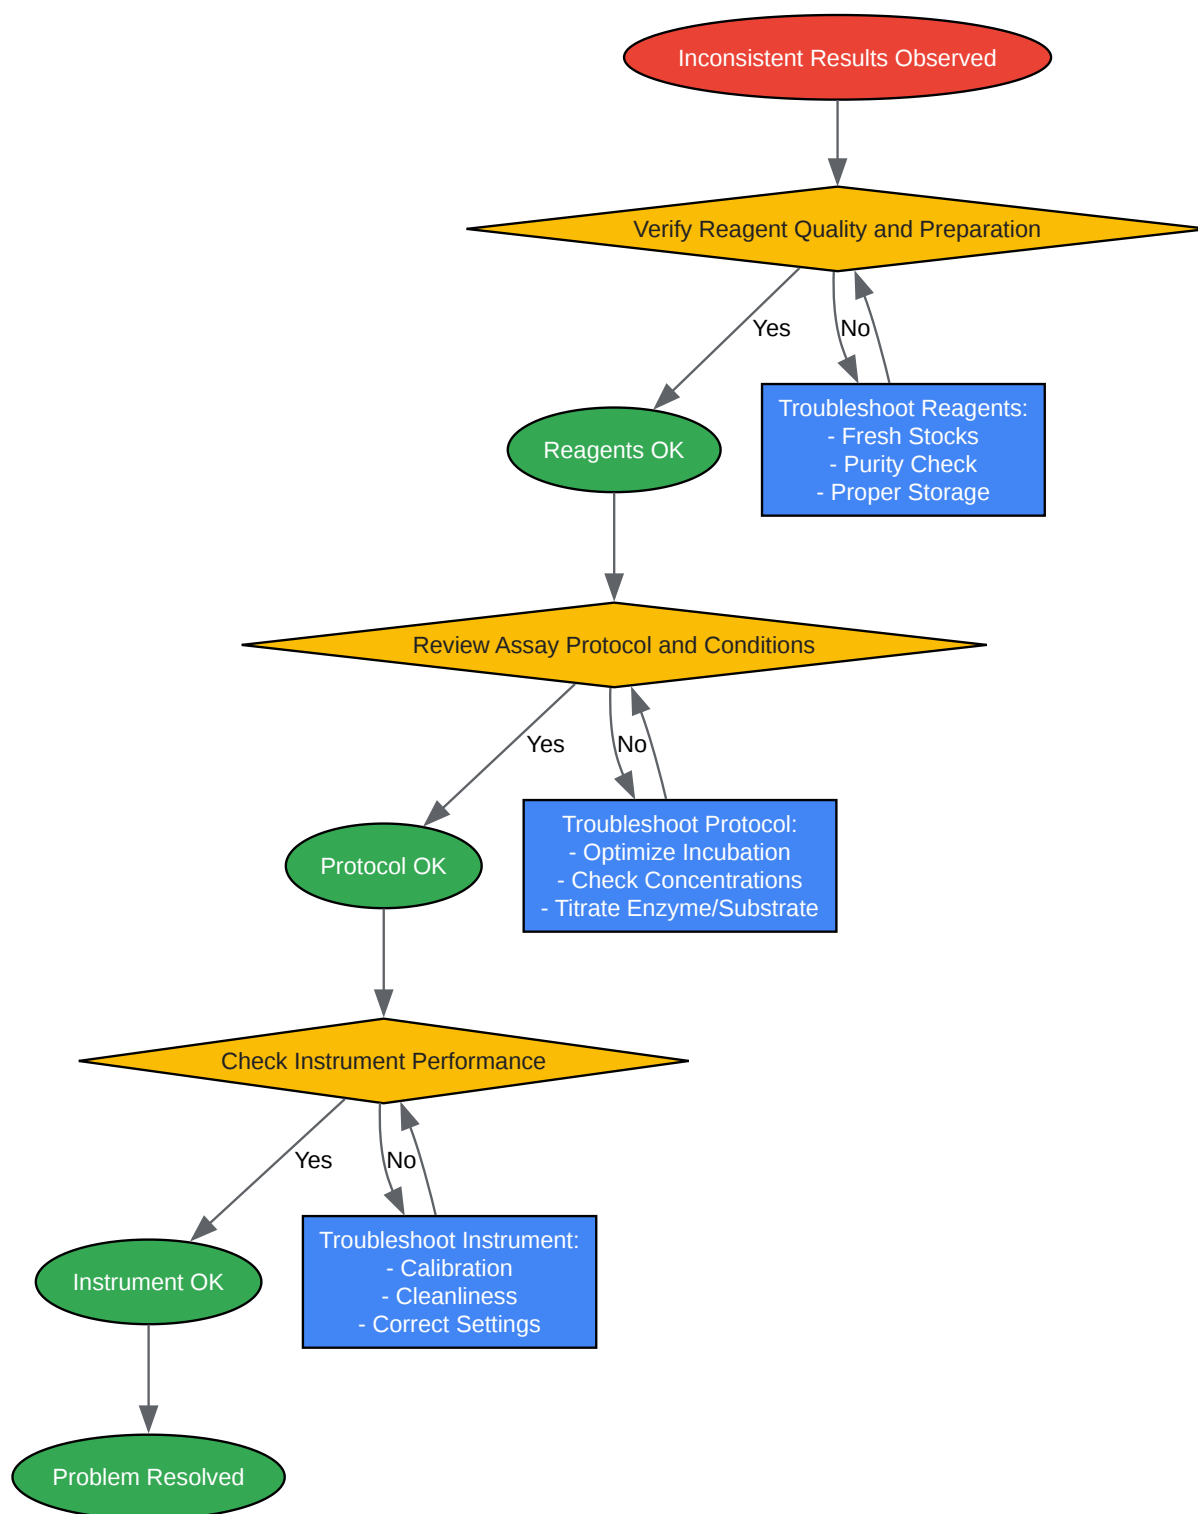 Inconsistent Results Observed
Verify Reagent Quality and Preparation
Yes
No
Reagents OK
Troubleshoot Reagents:
- Fresh Stocks
- Purity Check
- Proper Storage
Review Assay Protocol and Conditions
Yes
No
Protocol OK
Troubleshoot Protocol:
- Optimize Incubation
- Check Concentrations
- Titrate Enzyme/Substrate
Check Instrument Performance
Yes
No
Instrument OK
Troubleshoot Instrument:
- Calibration
- Cleanliness
- Correct Settings
Problem Resolved